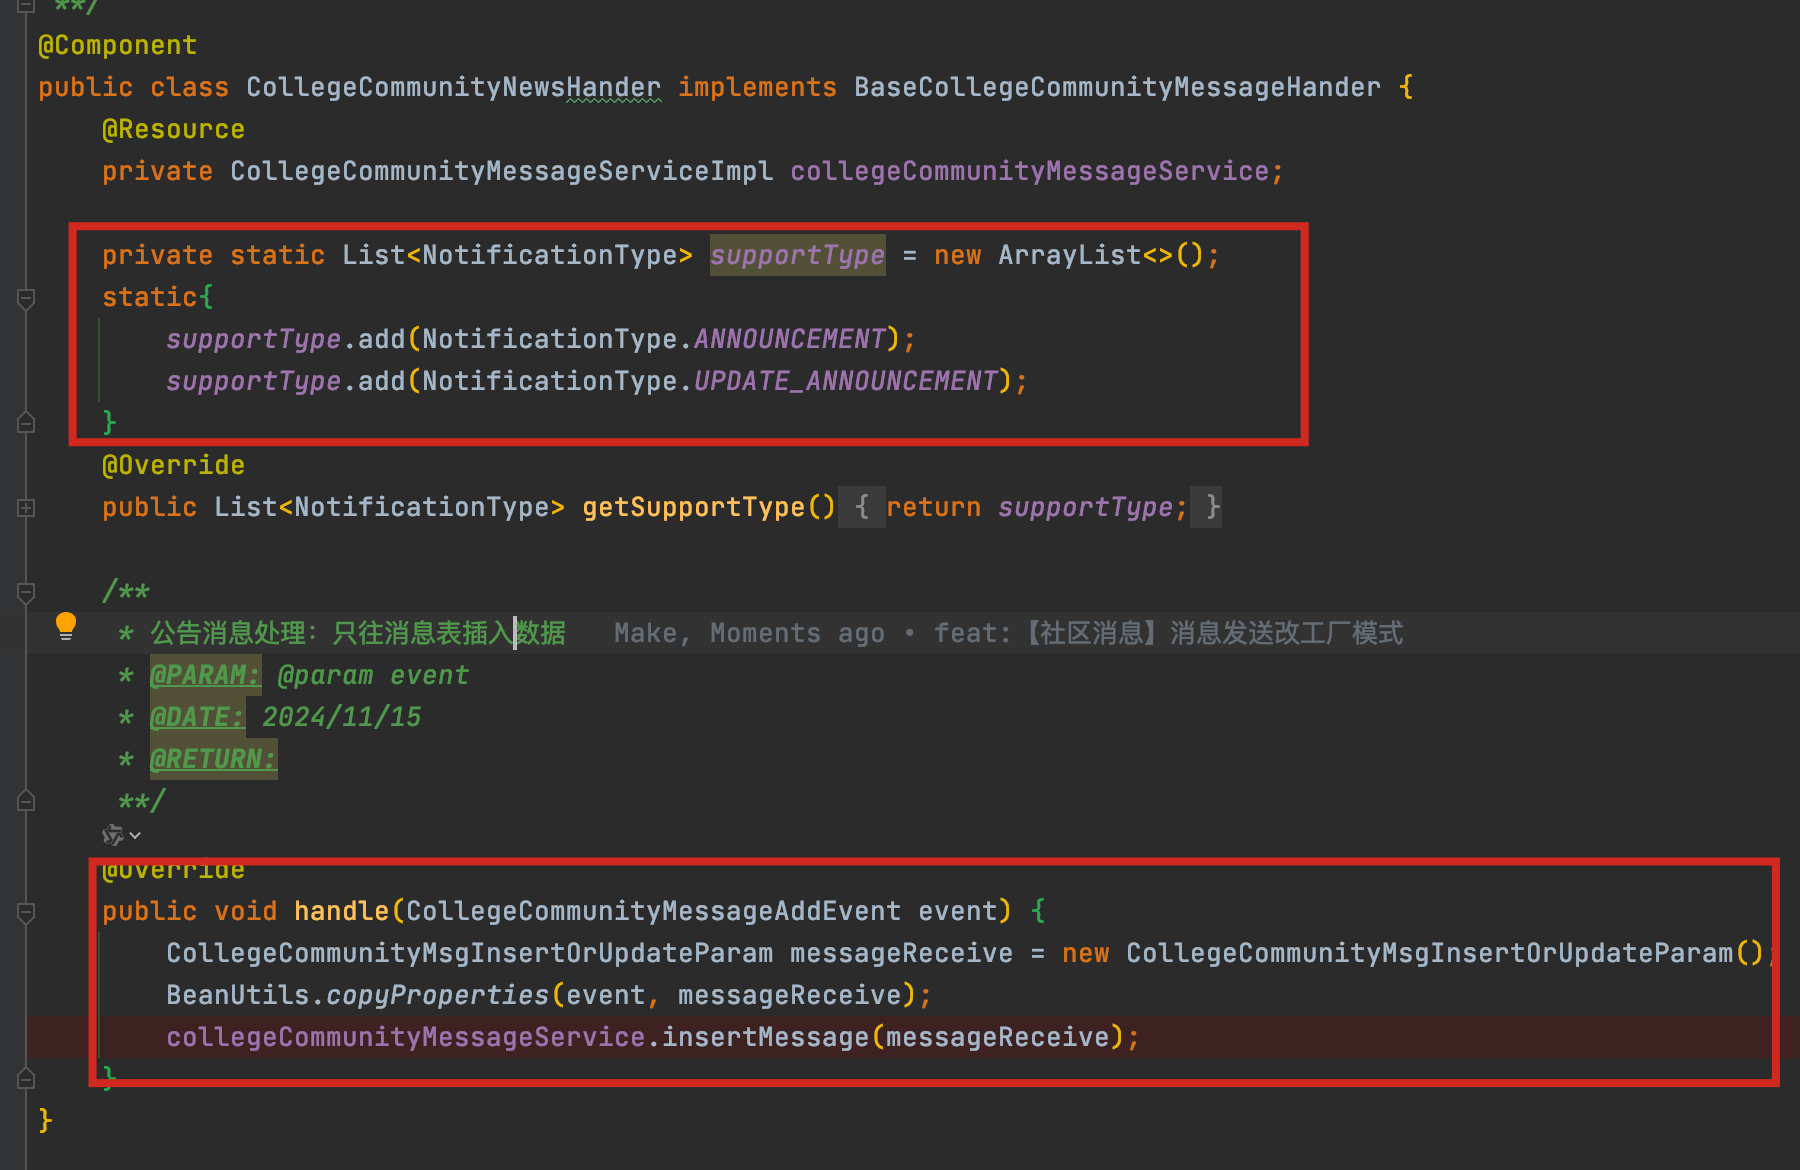 **/
@Component
public class CollegeCommunityNewsHander implements BaseCollegeCommunityMessageHander {
@Resource
private CollegeCommunityMessageServiceImpl collegeCommunityMessageService;
private static List<NotificationType> supportType = new ArrayList<>();
static{
supportType.add(NotificationType.ANNOUNCEMENT);
supportType.add(NotificationType.UPDATE_ANNOUNCEMENT);
}
@Override
public List<NotificationType> getSupportType() { return supportType; }
/**
* 公告消息处理：只往消息表插入数据 Make, Moments ago • feat:【社区消息】消息发送改工厂模式
* @PARAM: @param event
* @DATE: 2024/11/15
* @RETURN:
**/
@Override
public void handle(CollegeCommunityMessageAddEvent event) {
CollegeCommunityMsgInsertOrUpdateParam messageReceive = new CollegeCommunityMsgInsertOrUpdateParam();
BeanUtils.copyProperties(event, messageReceive);
collegeCommunityMessageService.insertMessage(messageReceive);
}
}